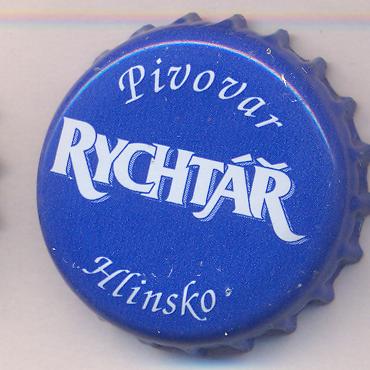 Pivovar
RYCHTÁŘ
Hlinsko